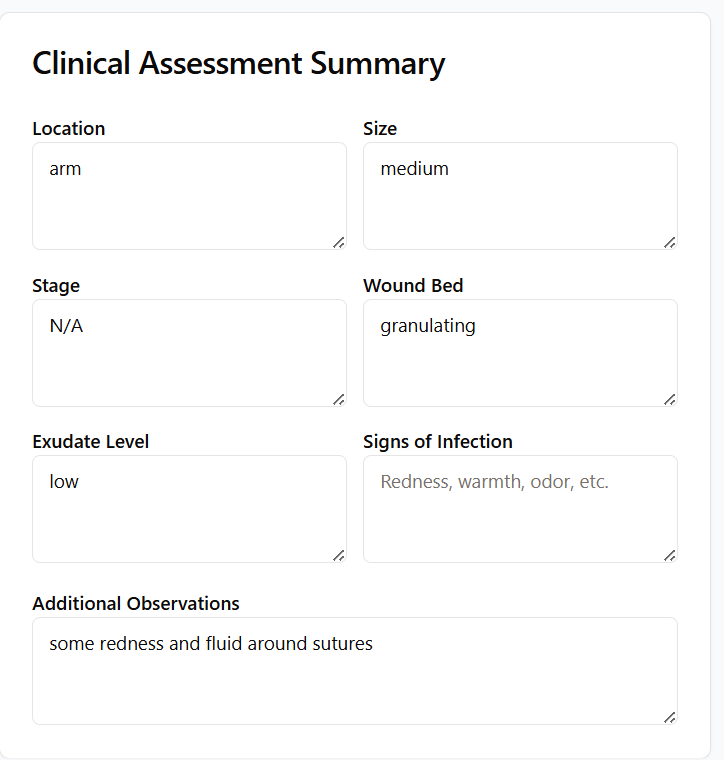 Clinical Assessment Summary
Location
Size
arm
medium
Stage
Wound Bed
N/A
granulating
Exudate Level
Signs of Infection
low
Redness, warmth, odor, etc.
Additional Observations
some redness and fluid around sutures